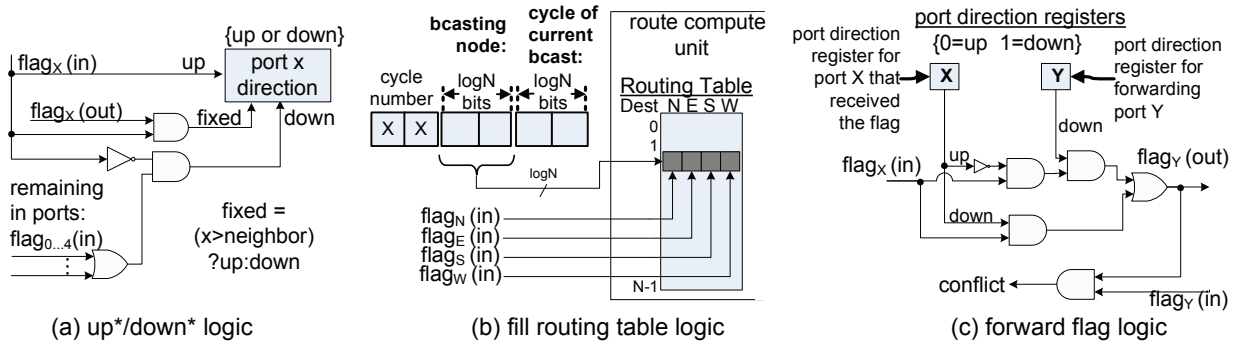 {up or down}
flagX (in)
up
port x
direction
flagX (out)
fixed
down
remaining
in ports:
flag0...4(in)
fixed =
(x>neighbor)
?up:down
(a) up*/down* logic
bcasting
node:
cycle of
current
bcast:
cycle
number
logN
bits
logN
bits
X X
logN
route compute
unit
Routing Table
Dest N E S W
0
1
N-1
flagN (in)
flagE (in)
flagS (in)
flagW (in)
(b) fill routing table logic
port direction registers
{0=up 1=down}
port direction
register for
port X that
received
the flag
X
Y
port direction
register for
forwarding
port Y
down
flagX (in)
up
flagY (out)
down
conflict
flagY (in)
(c) forward flag logic